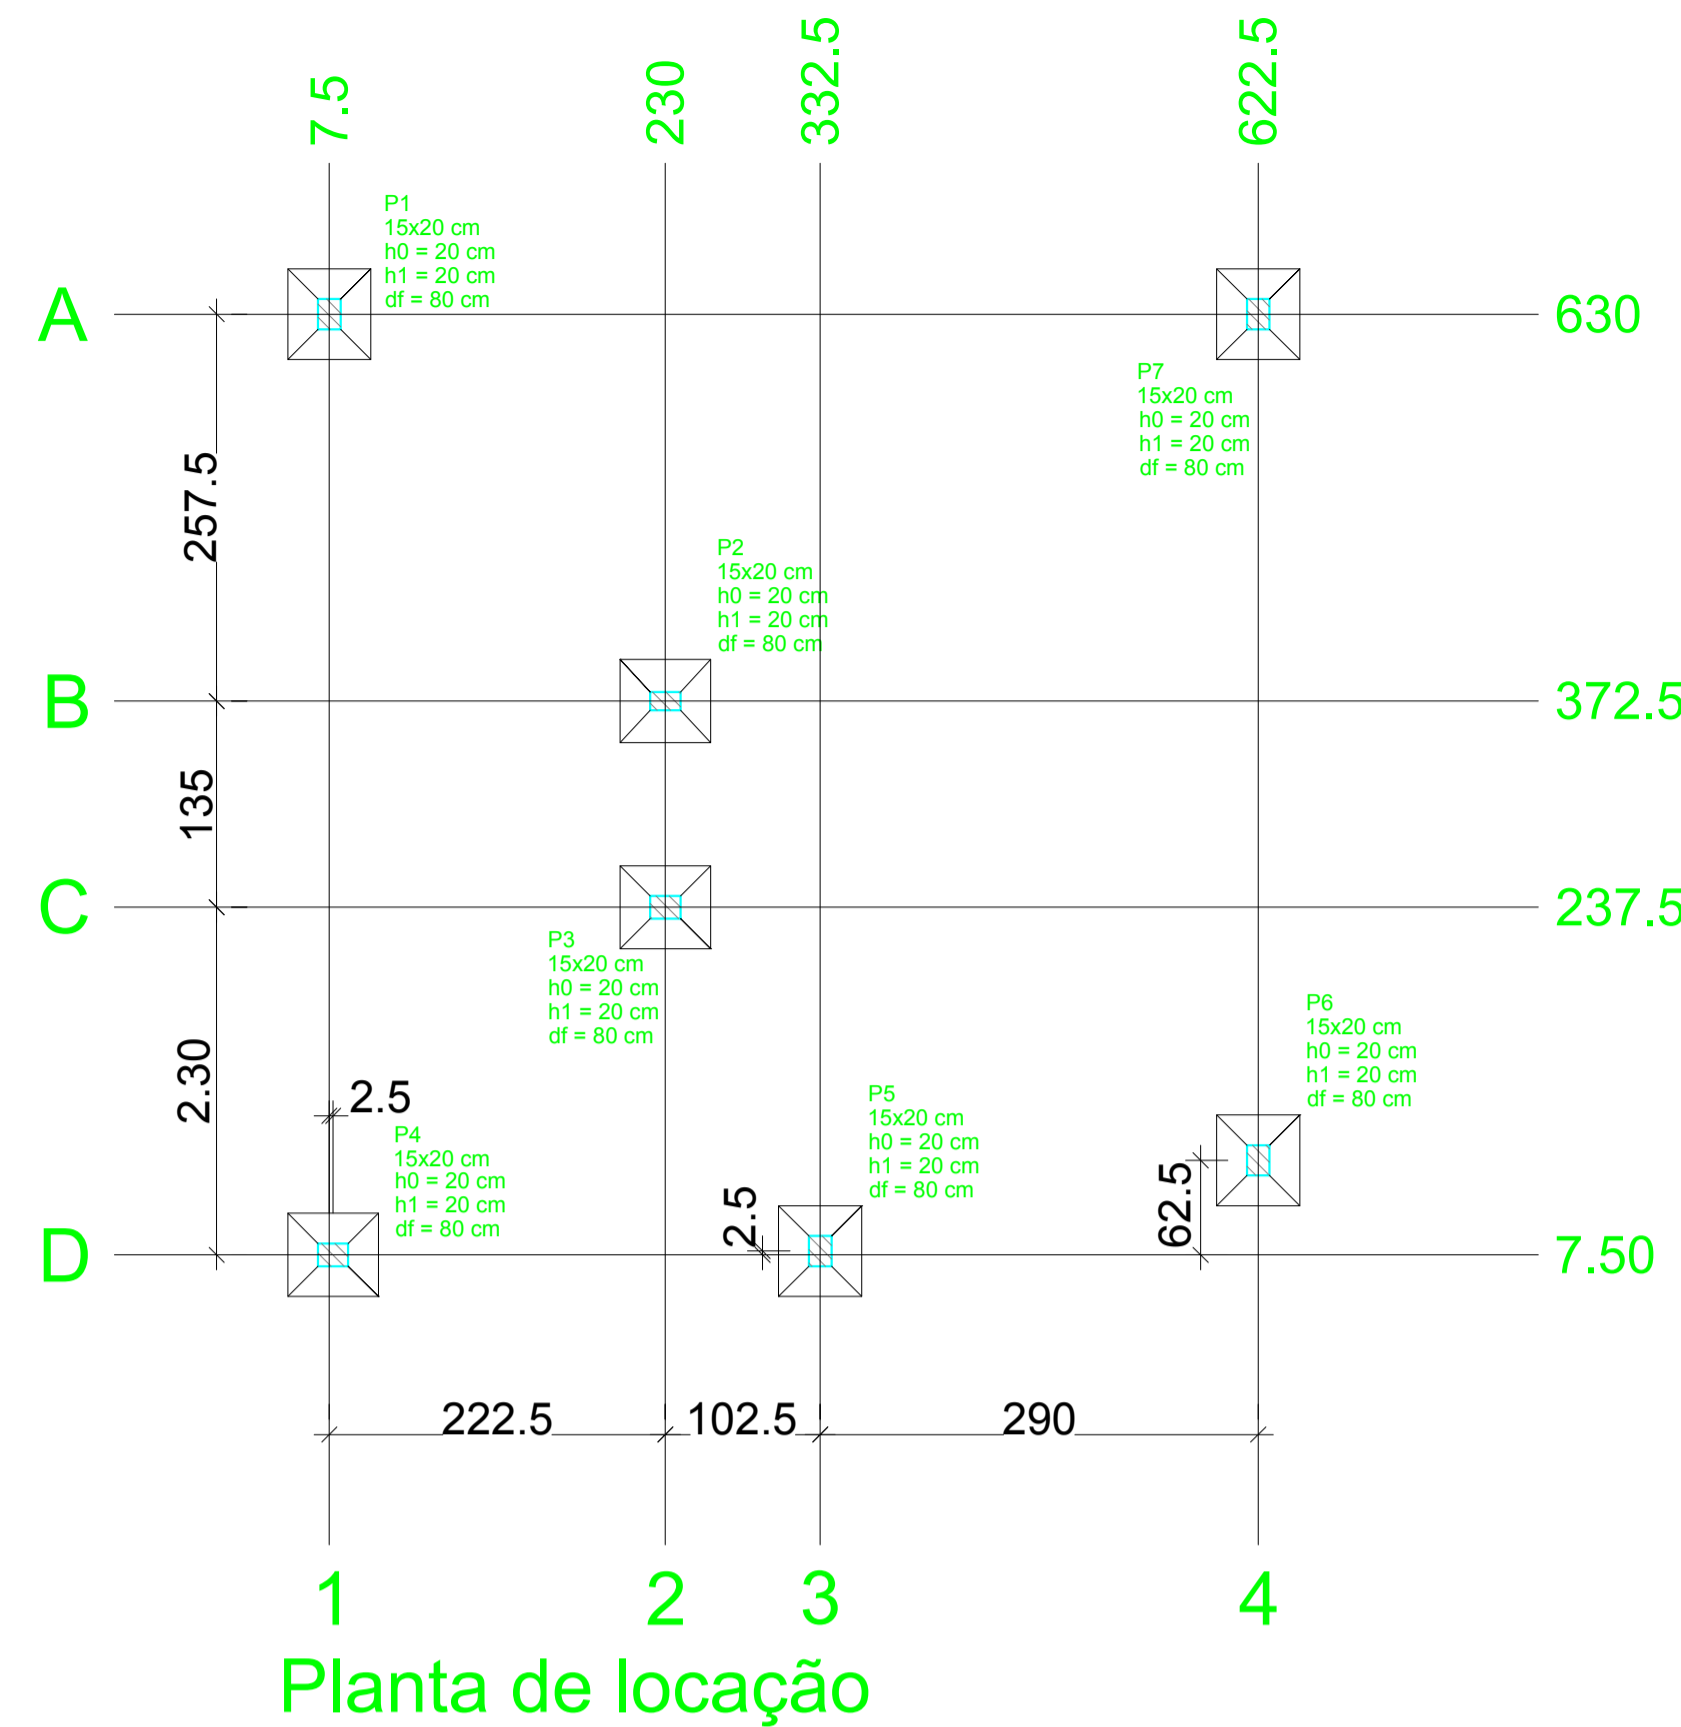 7.5
230
332.5
622.5
P1
15x20 cm
h0 = 20 cm
h1 = 20 cm
df = 80 cm
A
630
P7
15x20 cm
h0 = 20 cm
h1 = 20 cm
df = 80 cm
257.5
P2
15x20 cm
h0 = 20 cm
h1 = 20 cm
df = 80 cm
B
372.5
135
C
237.5
P3
15x20 cm
h0 = 20 cm
h1 = 20 cm
df = 80 cm
P6
15x20 cm
h0 = 20 cm
h1 = 20 cm
df = 80 cm
2.30
2.5
P4
15x20 cm
h0 = 20 cm
h1 = 20 cm
df = 80 cm
P5
15x20 cm
h0 = 20 cm
h1 = 20 cm
df = 80 cm
2.5
62.5
D
7.50
222.5
102.5
290
1
2
3
4
Planta de locação